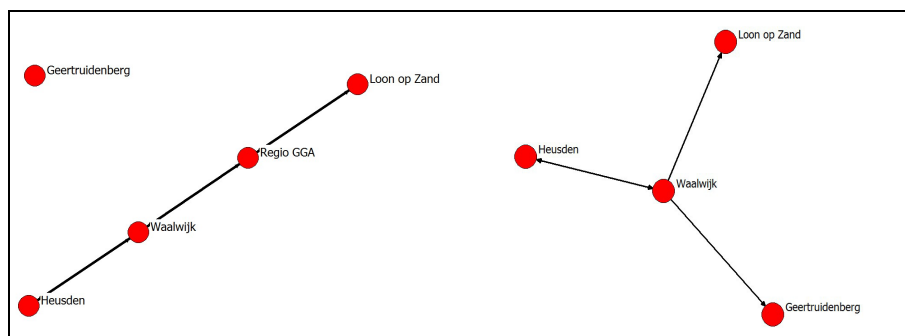 Geertruidenberg
Loon op Zand
Regio GGA
Waalwijk
Heusden
Loon op Zand
Heusden
Waalwijk
Geertruidenberg